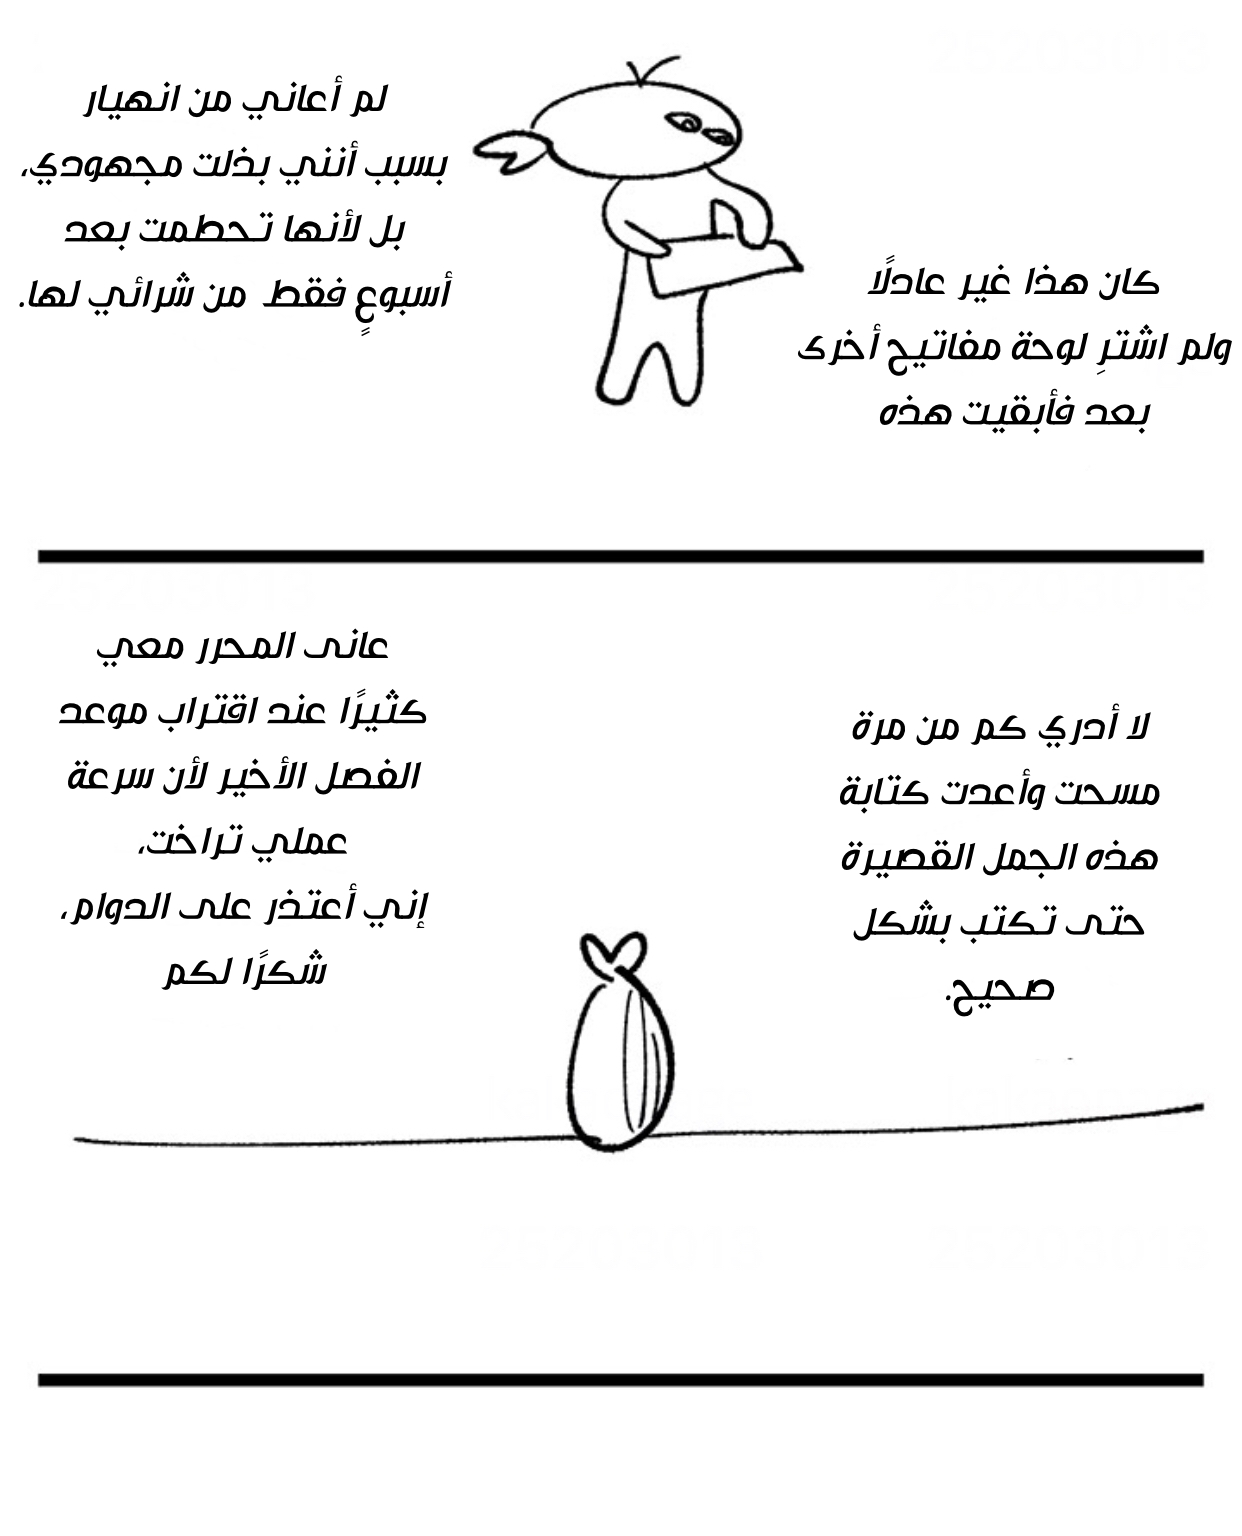 كان هذا غير عادلًا
ولم اشترِ لوحة مفاتيح أخرى
بعد فأبقيت هذه
لم أعاني من انهيار
بسبب أنني بذلت مجهودي،
بل لأنها تحطمت بعد
أسبوعٍ فقط من شرائي لها.
لا أدري كم من مرة
مسحت وأعدت كتابة
هذه الجمل القصيرة
حتى تكتب بشكل
صحيح.
عانى المحرر معي
كثيرًا عند اقتراب موعد
الفصل الأخير لأن سرعة
عملي تراخت،
إني أعتذر على الدوام،
شكرًا لكم